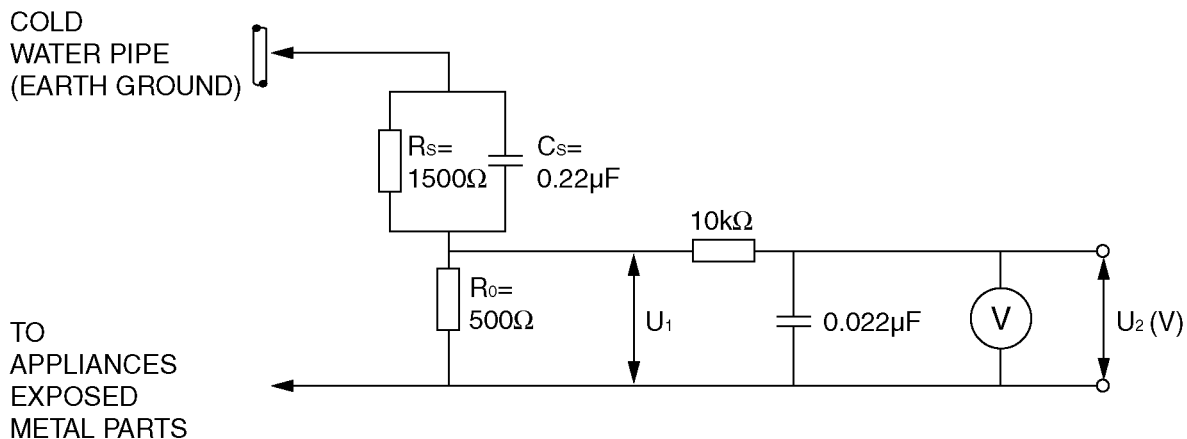 COLD
WATER PIPE
(EARTH GROUND)
RS=
1500Ω
CS=
0.22µF
10kΩ
R0=
500Ω
U1
0.022µF
V
U2 (V)
TO
APPLIANCES
EXPOSED
METAL PARTS